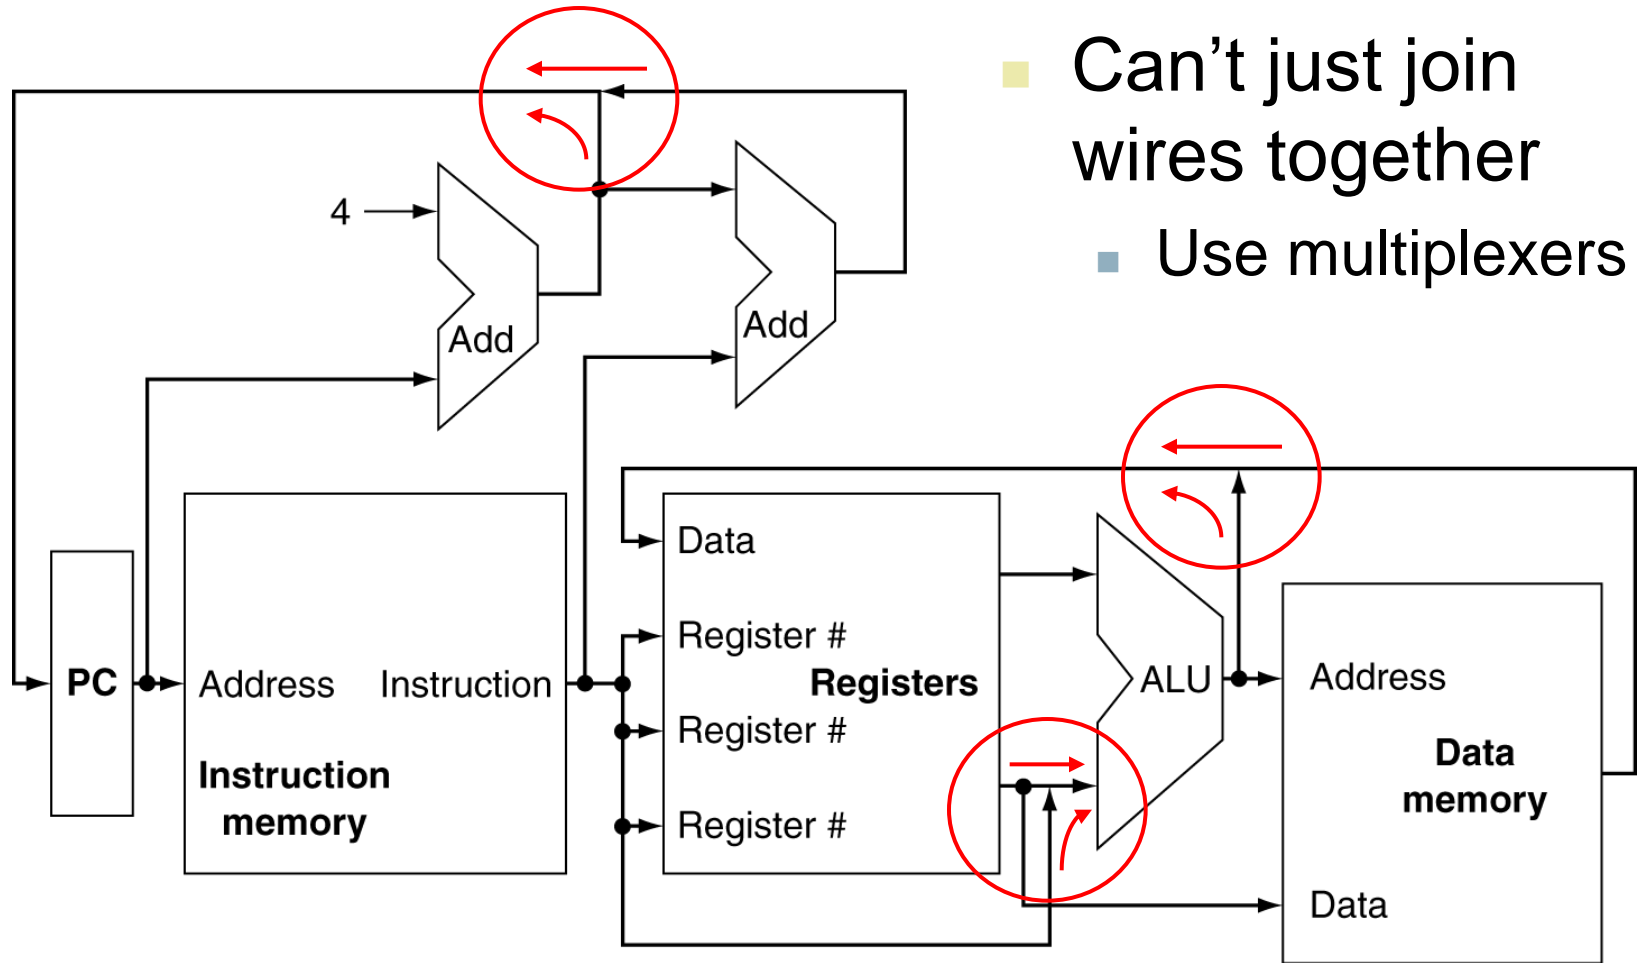 Can’t just join
wires together
Use multiplexers
4
Add
Add
PC
Address
Instruction
Instruction
memory
Data
Register #
Registers
Register #
Register #
ALU
Address
Data
memory
Data